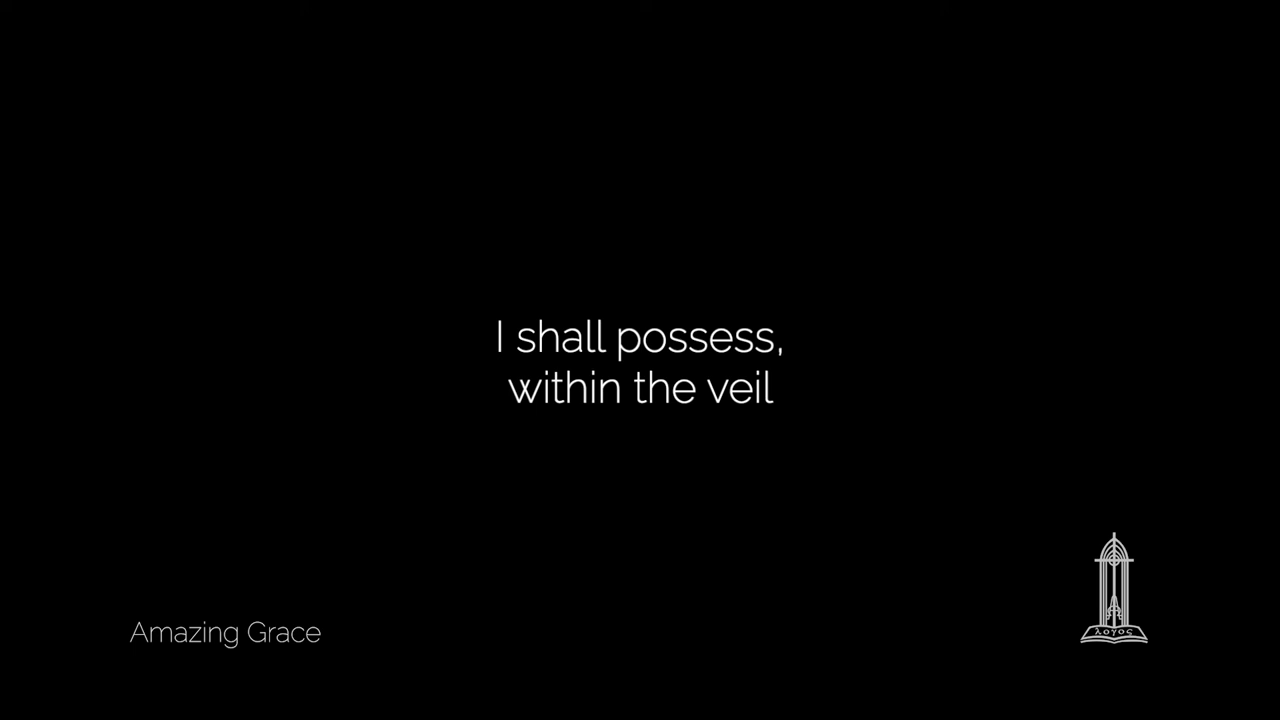 I shall possess,
within the veil
Amazing Grace
λογος